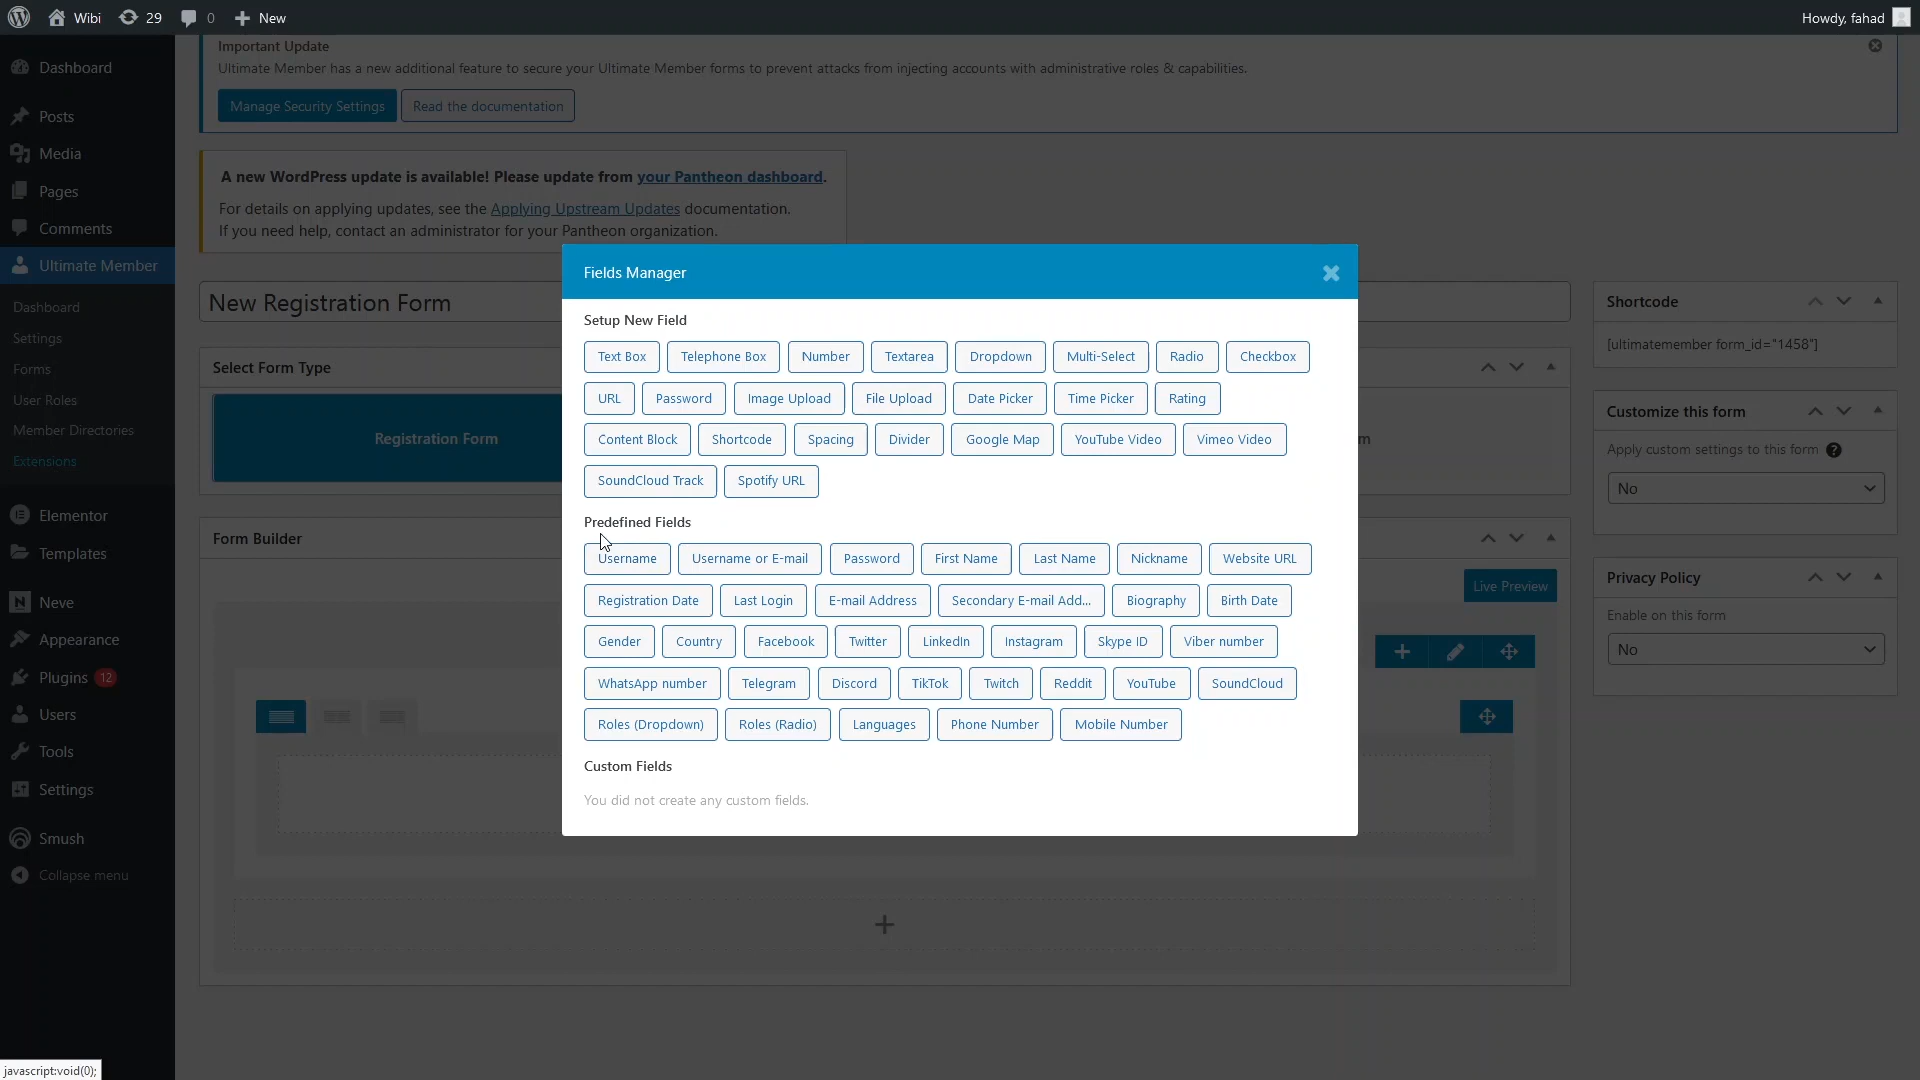 Wibi 29 0 New Howdy, fahad
Important Update
Ultimate Member has a new additional feature to secure your Ultimate Member forms to prevent attacks from injecting accounts with administrative roles & capabilities.
Manage Security Settings Read the documentation
A new WordPress update is available! Please update from your Pantheon dashboard.
For details on applying updates, see the Applying Upstream Updates documentation.
If you need help, contact an administrator for your Pantheon organization.
Dashboard
Posts
Media
Pages
Comments
Ultimate Member
Dashboard
Settings
Forms
User Roles
Member Directories
Extensions
Elementor
Templates
Neve
Appearance
Plugins 12
Users
Tools
Settings
Smush
Collapse menu
New Registration Form
Select Form Type
Registration Form
Form Builder
Live Preview
Fields Manager
Setup New Field
Text Box Telephone Box Number Textarea Dropdown Multi-Select Radio Checkbox
URL Password Image Upload File Upload Date Picker Time Picker Rating
Content Block Shortcode Spacing Divider Google Map YouTube Video Vimeo Video
SoundCloud Track Spotify URL
Predefined Fields
Username Username or E-mail Password First Name Last Name Nickname Website URL
Registration Date Last Login E-mail Address Secondary E-mail Add... Biography Birth Date
Gender Country Facebook Twitter LinkedIn Instagram Skype ID Viber number
WhatsApp number Telegram Discord TikTok Twitch Reddit YouTube SoundCloud
Roles (Dropdown) Roles (Radio) Languages Phone Number Mobile Number
Custom Fields
You did not create any custom fields.
Shortcode
[ultimatemember form_id="1458"]
Customize this form
Apply custom settings to this form ?
No
Privacy Policy
Enable on this form
No
javascript:void(0);